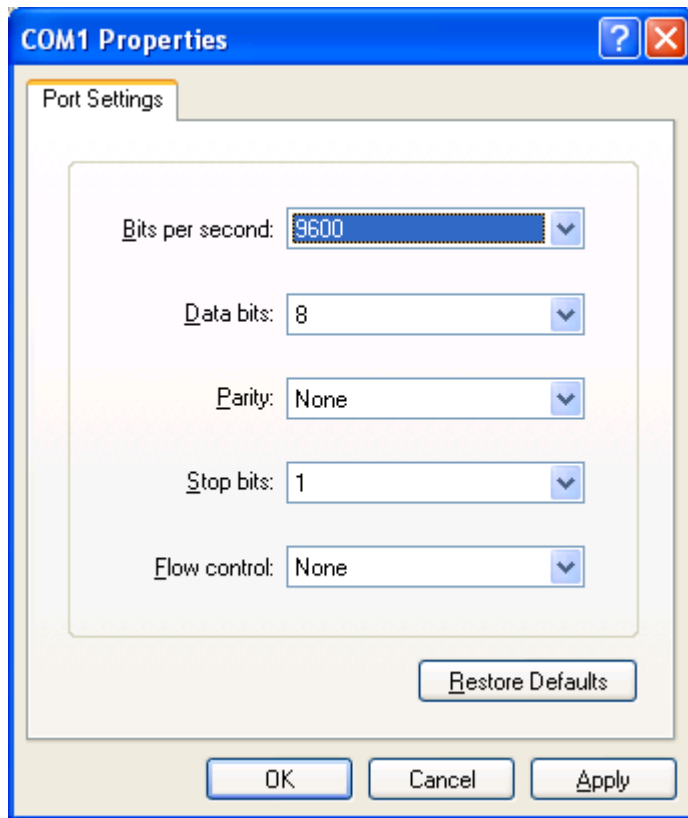 COM1 Properties
Port Settings
Bits per second: 9600
Data bits: 8
Parity: None
Stop bits: 1
Flow control: None
Restore Defaults
OK Cancel Apply